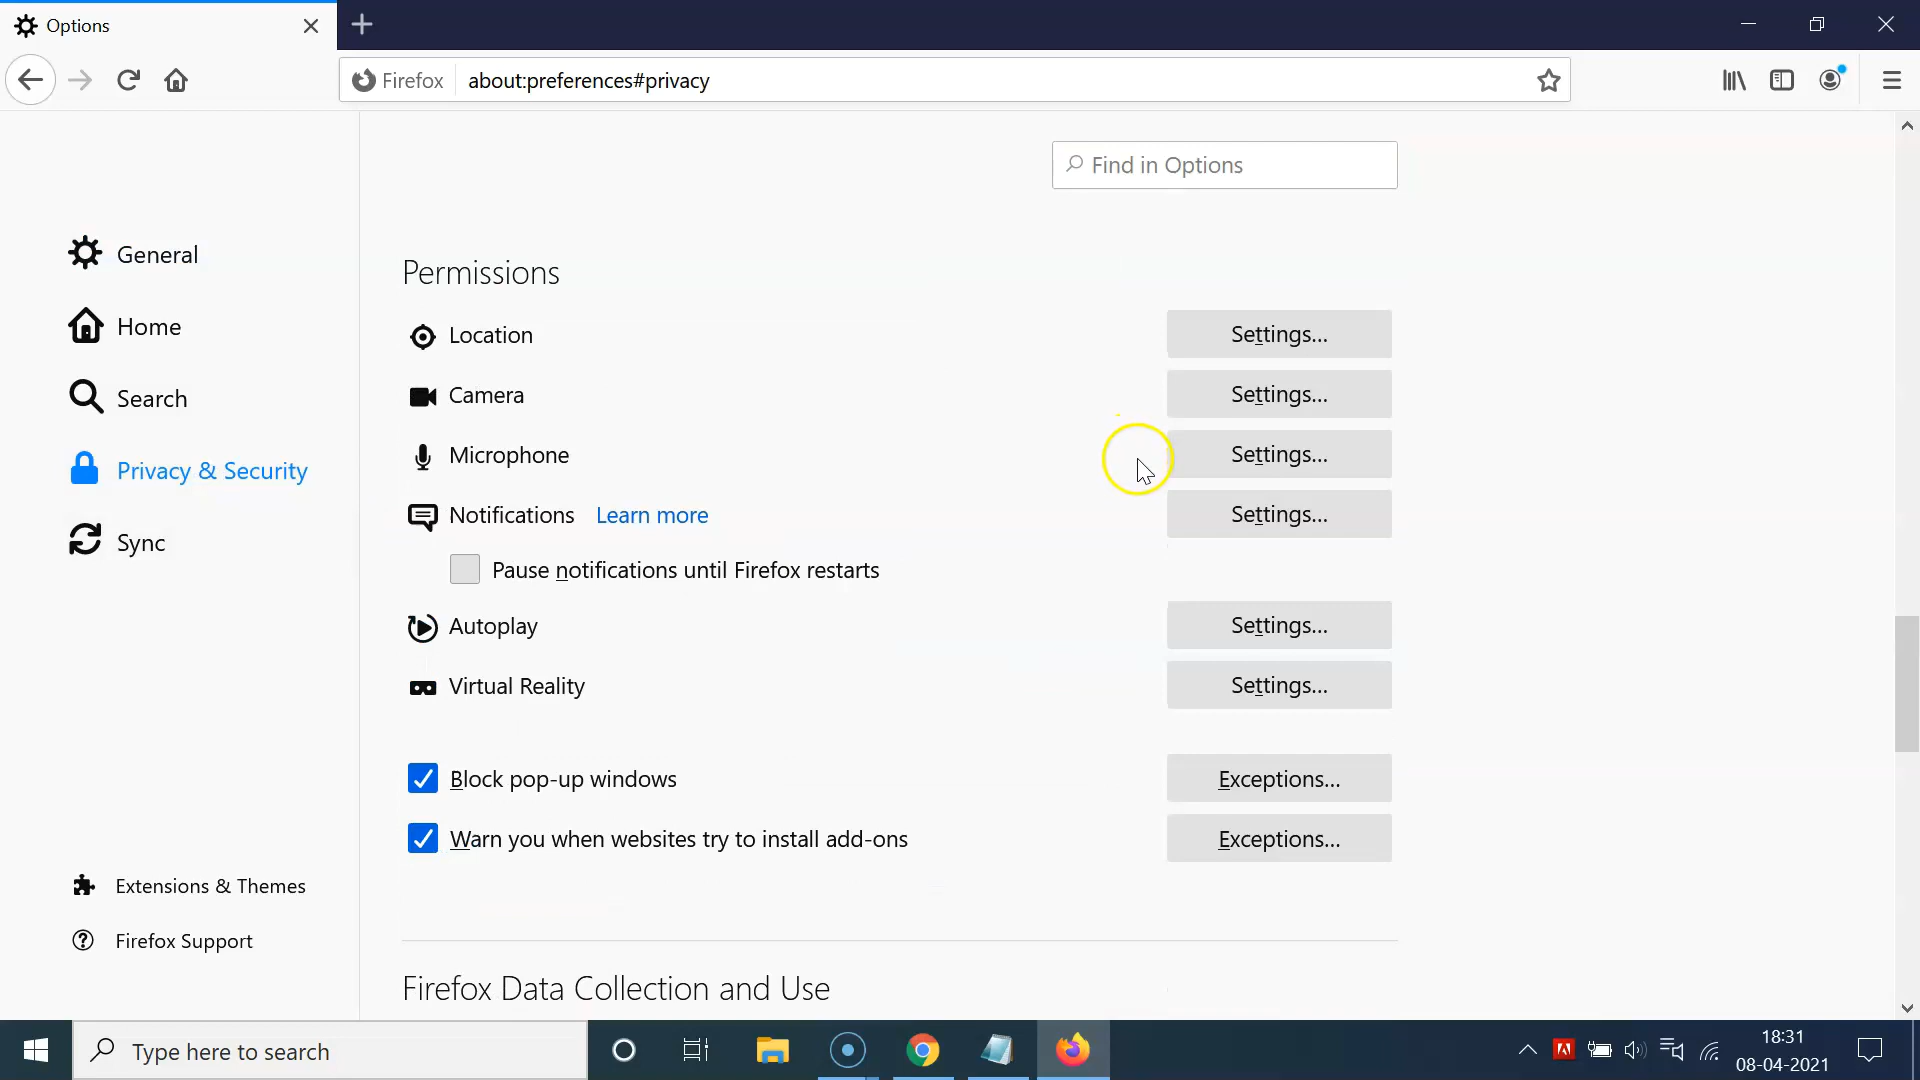 Options
Firefox
about:preferences#privacy
Find in Options
General
Home
Search
Privacy & Security
Sync
Extensions & Themes
Firefox Support
Permissions
Location
Settings...
Camera
Settings...
Microphone
Settings...
Notifications Learn more
Settings...
Pause notifications until Firefox restarts
Autoplay
Settings...
Virtual Reality
Settings...
Block pop-up windows
Exceptions...
Warn you when websites try to install add-ons
Exceptions...
Firefox Data Collection and Use
Type here to search
18:31
08-04-2021